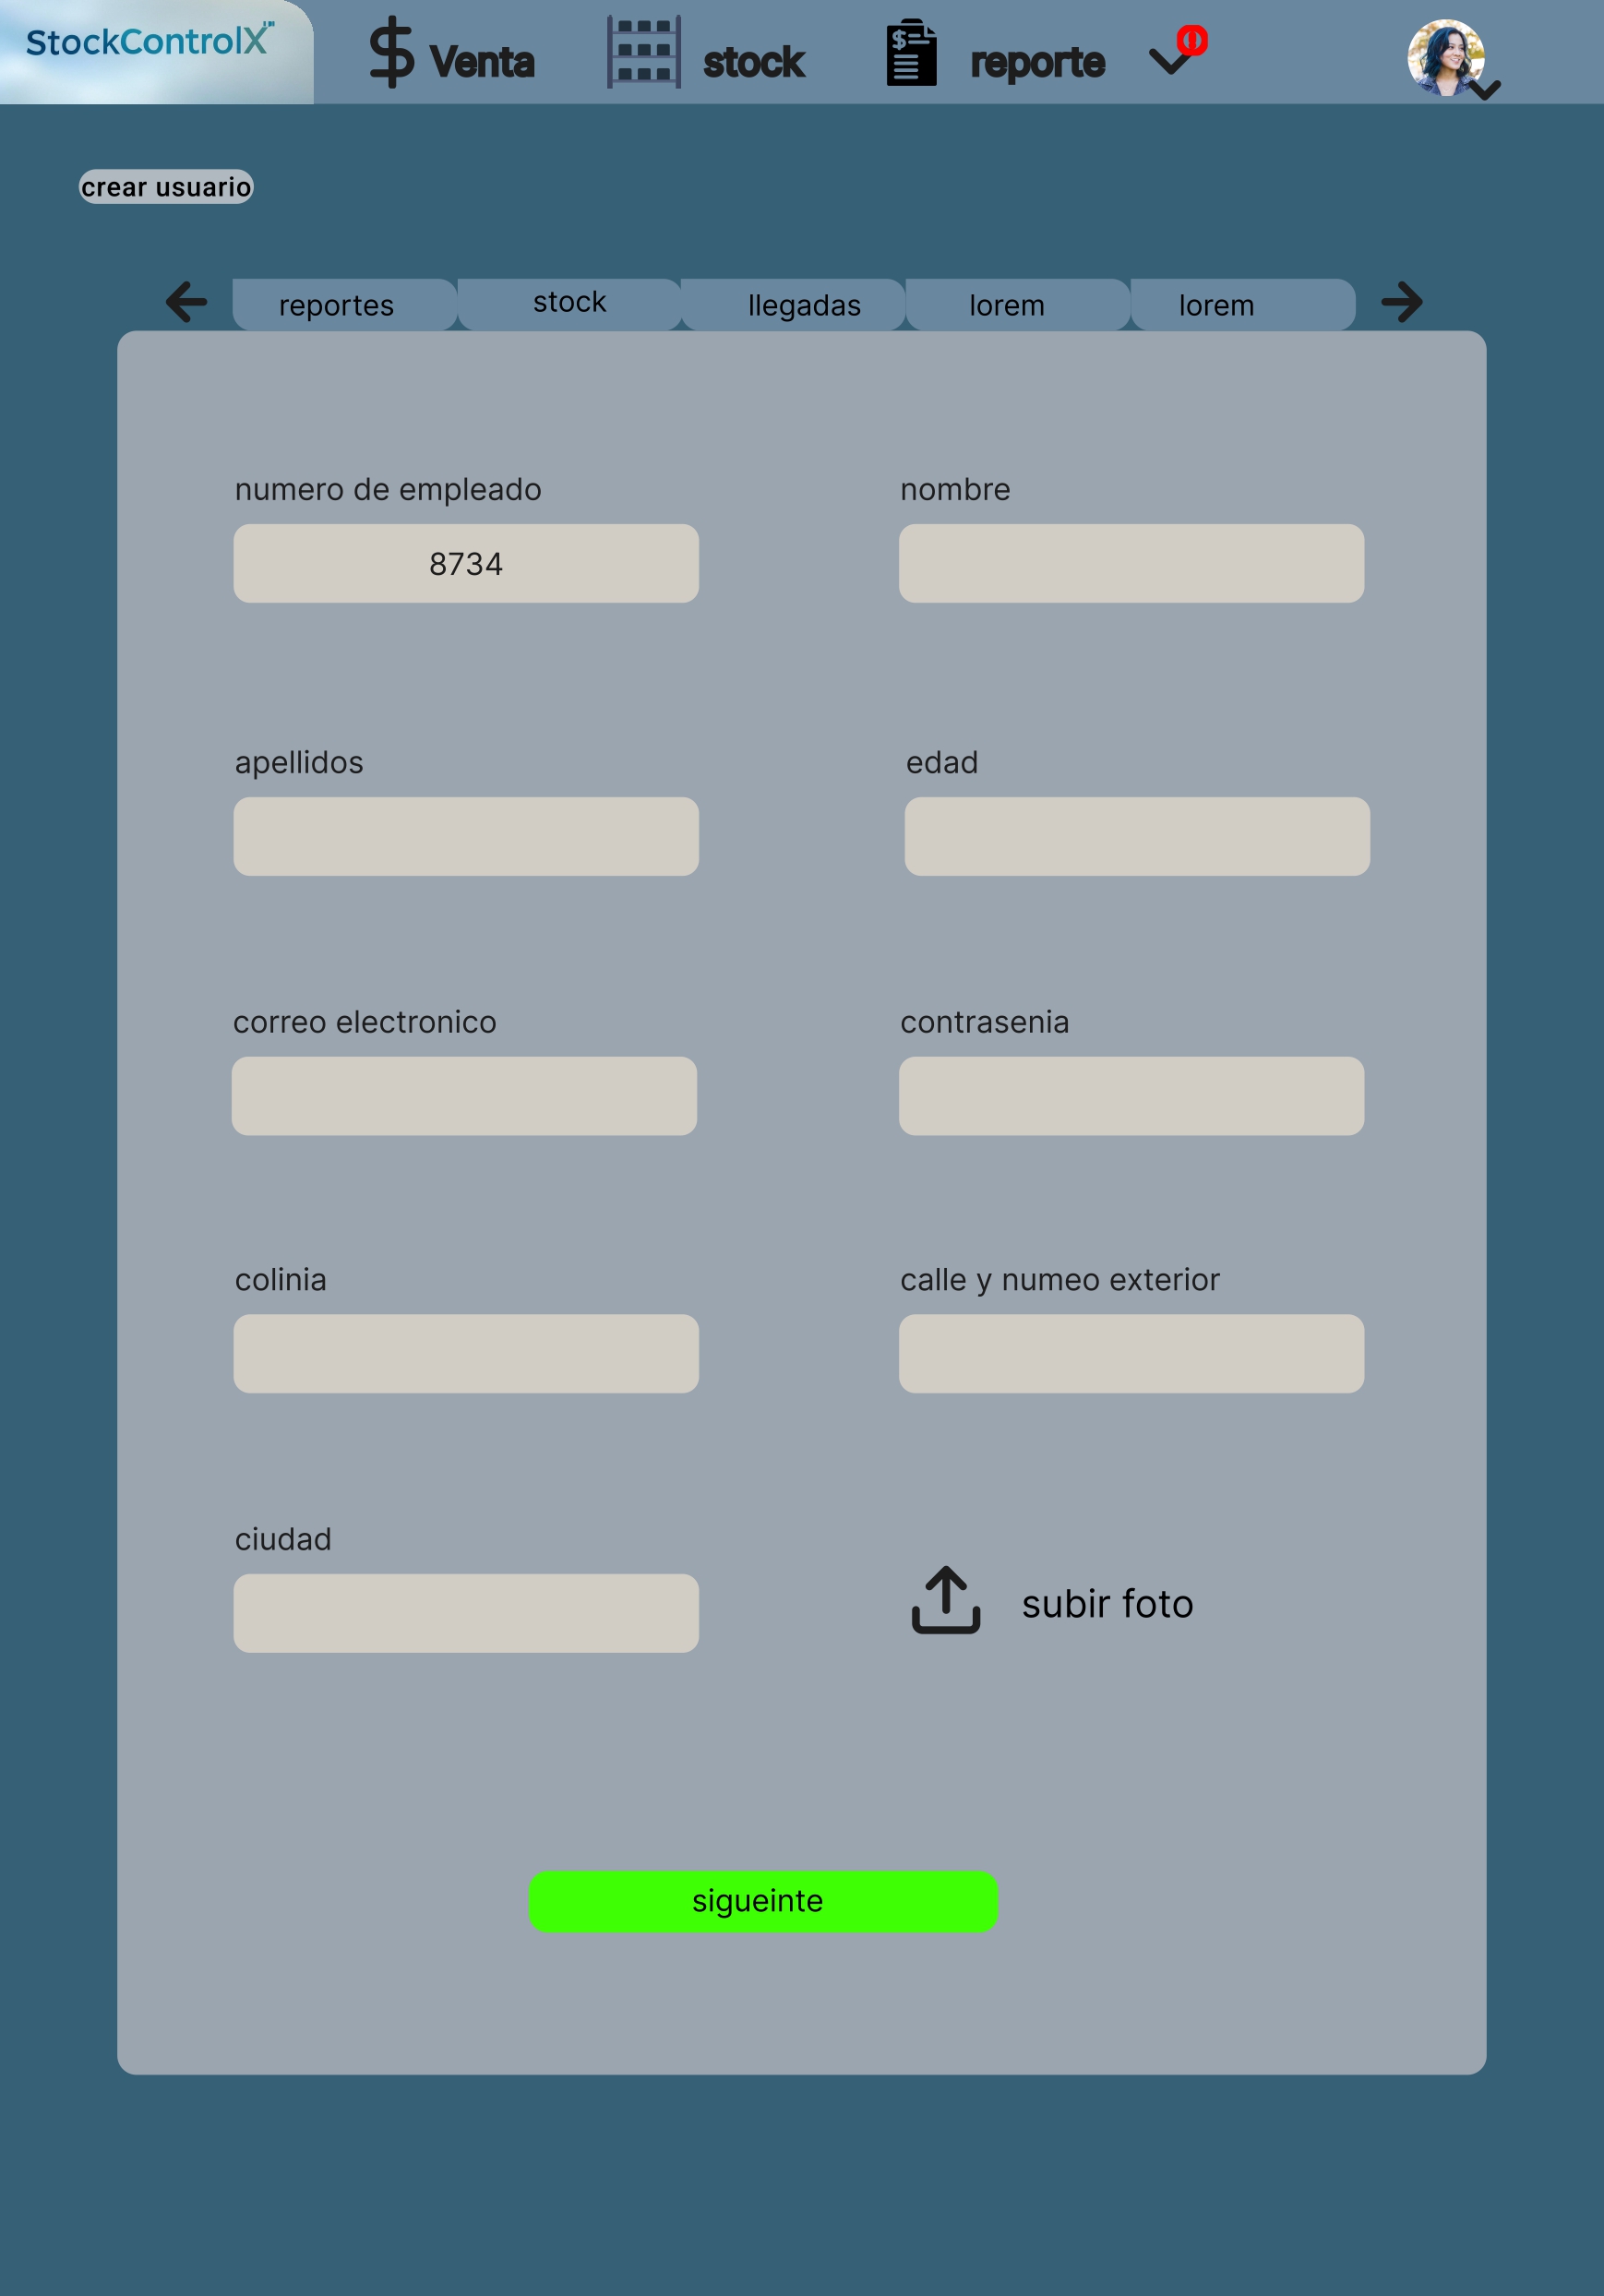 StockControlX
Venta
stock
reporte
0
crear usuario
reportes
stock
llegadas
lorem
lorem
numero de empleado
nombre
8734
apellidos
edad
correo electronico
contrasenia
colinia
calle y numeo exterior
ciudad
subir foto
sigueinte